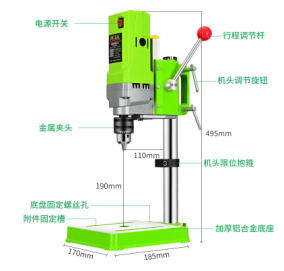 电源开关
行程调节杆
机头调节旋钮
金属夹头
495mm
110mm
机头限位抱箍
190mm
底盘固定螺丝孔
附件固定槽
加厚铝合金底座
170mm
185mm